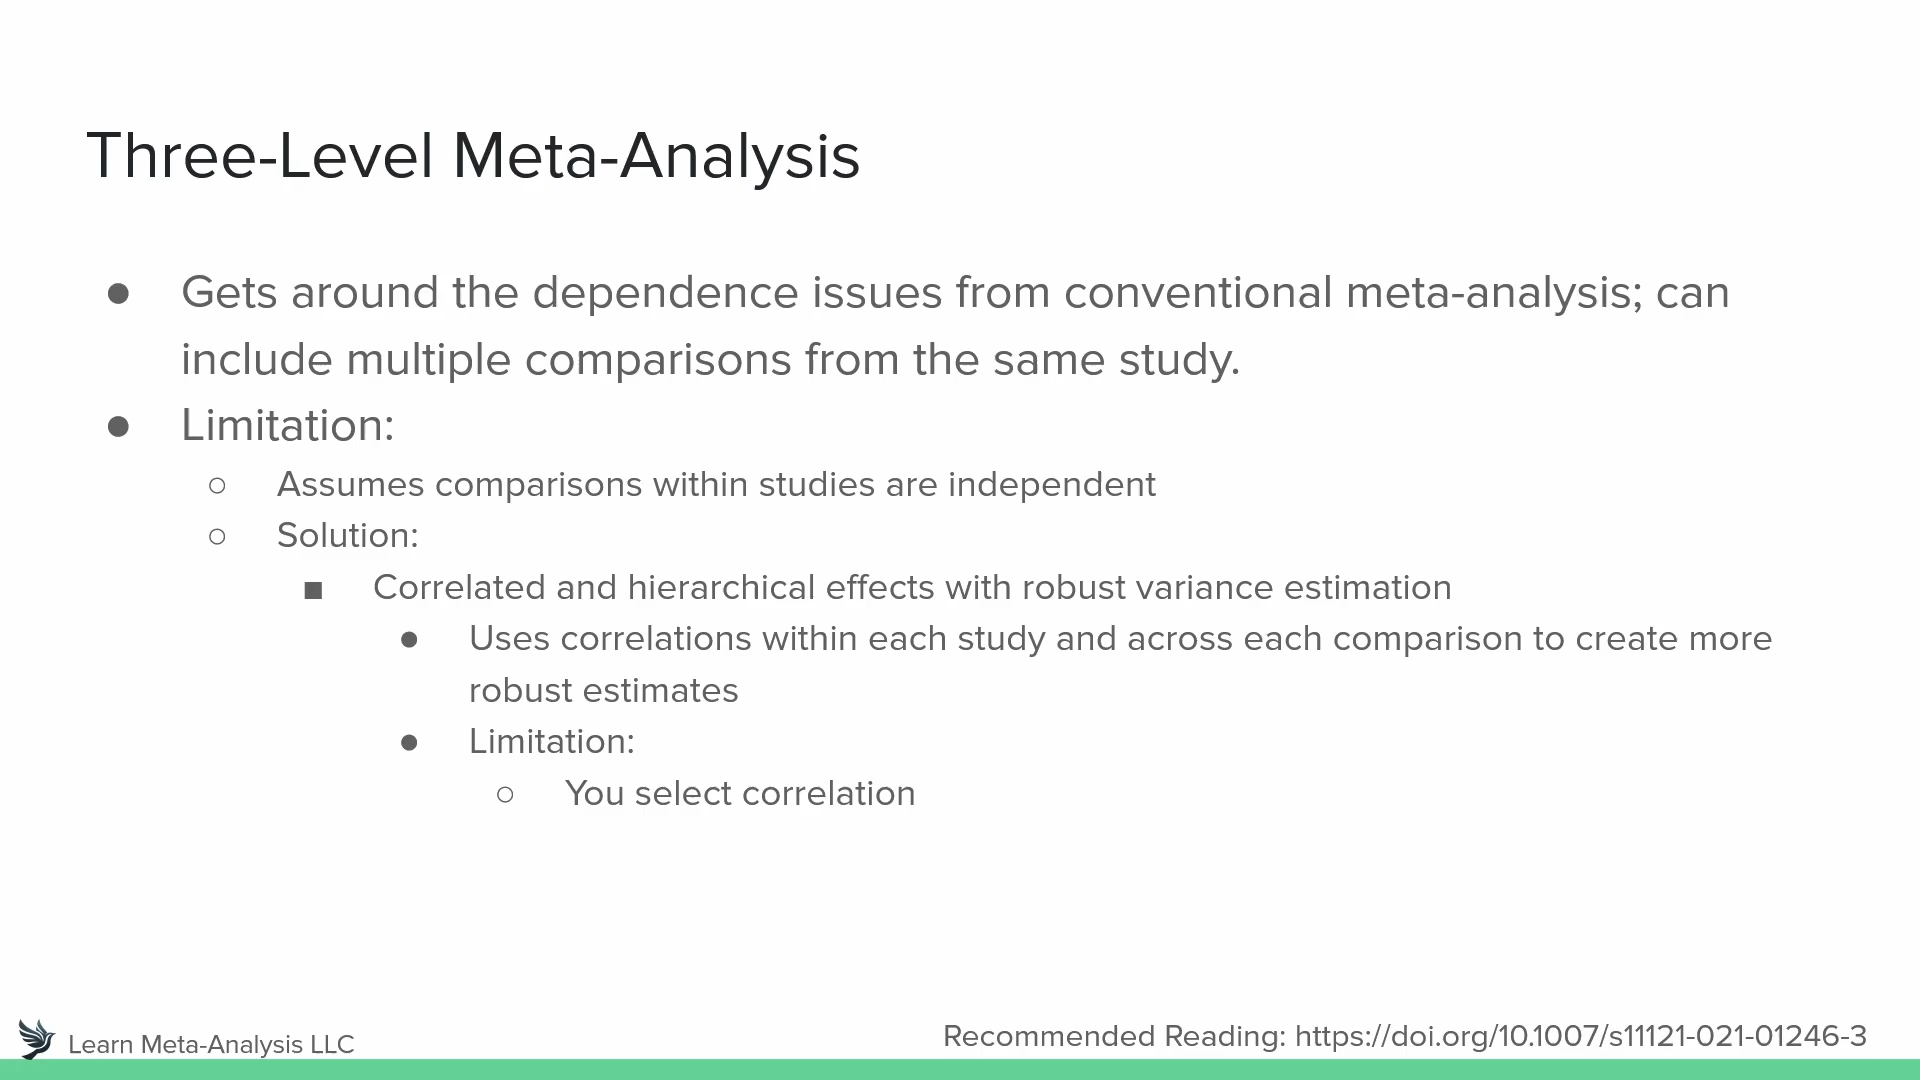 Three-Level Meta-Analysis
● Gets around the dependence issues from conventional meta-analysis; can
include multiple comparisons from the same study.
● Limitation:
○ Assumes comparisons within studies are independent
○ Solution:
■ Correlated and hierarchical effects with robust variance estimation
● Uses correlations within each study and across each comparison to create more
robust estimates
● Limitation:
○ You select correlation
Learn Meta-Analysis LLC
Recommended Reading: https://doi.org/10.1007/s11121-021-01246-3